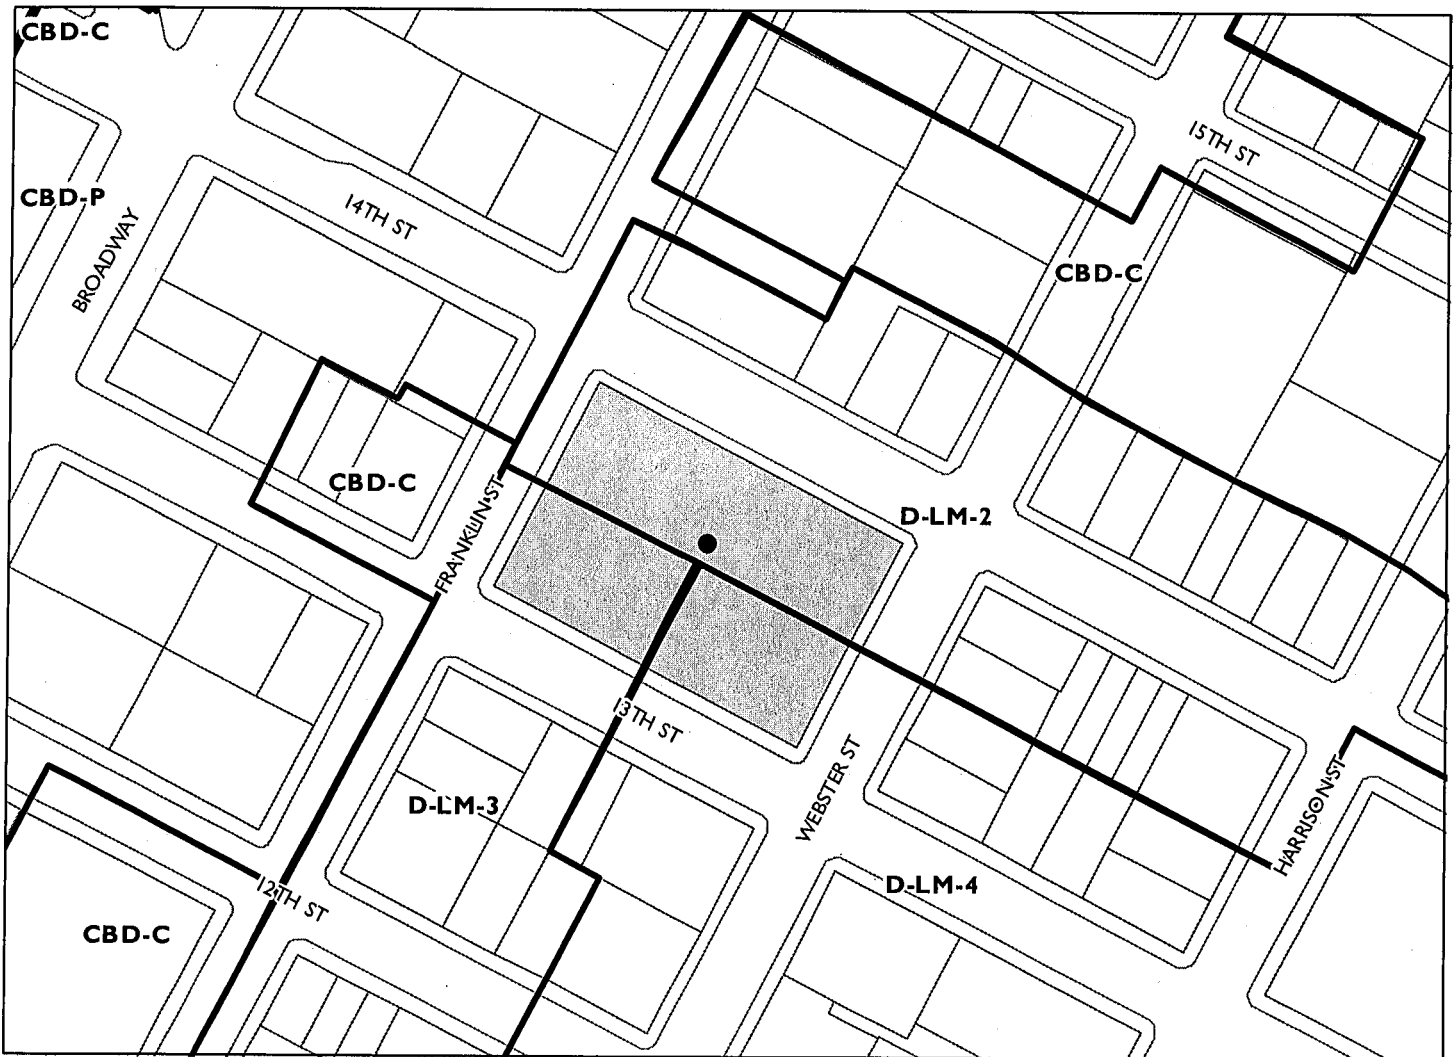 CBD-C
15TH ST
CBD-P
14TH ST
BROADWAY
CBD-C
CBD-C
FRANKLIN ST
D-LM-2
13TH ST
WEBSTER ST
D-LM-3
HARRISON ST
D-LM-4
12TH ST
CBD-C